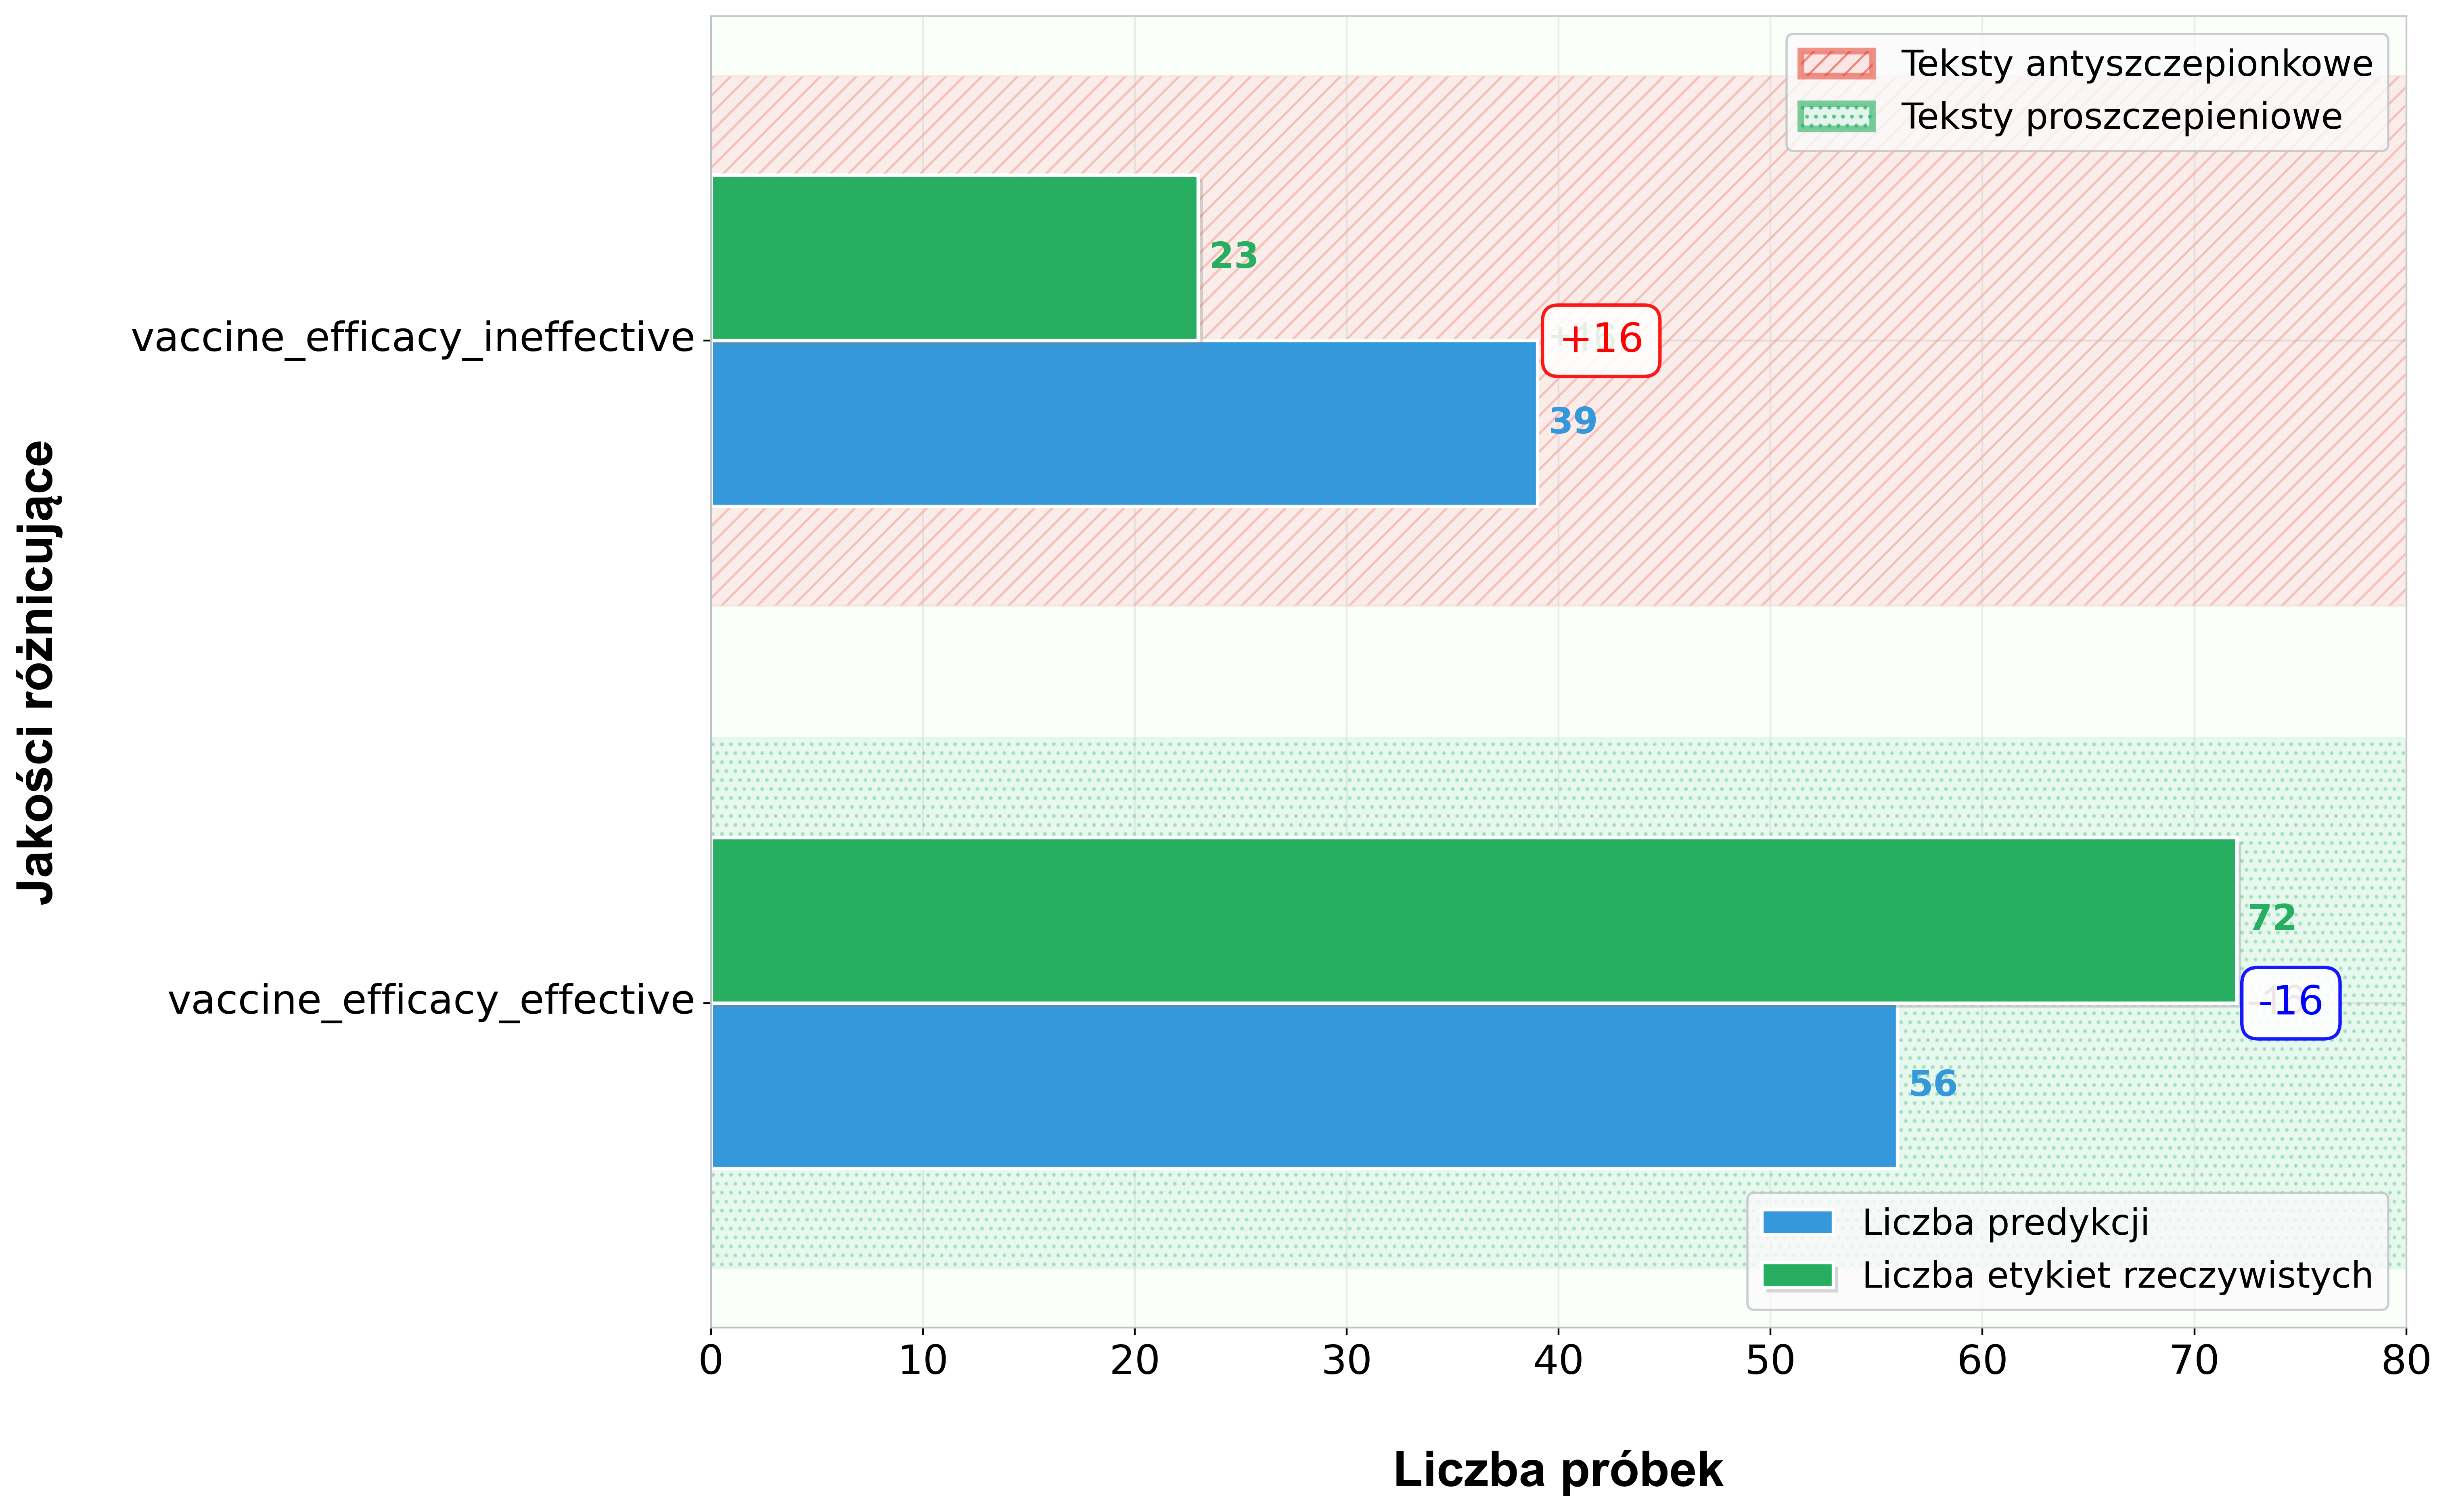 Teksty antyszczepionkowe
Teksty proszczepieniowe
23
vaccine_efficacy_ineffective
+16
39
Jakości różnicujące
72
vaccine_efficacy_effective
-16
56
Liczba predykcji
Liczba etykiet rzeczywistych
0 10 20 30 40 50 60 70 80
Liczba próbek